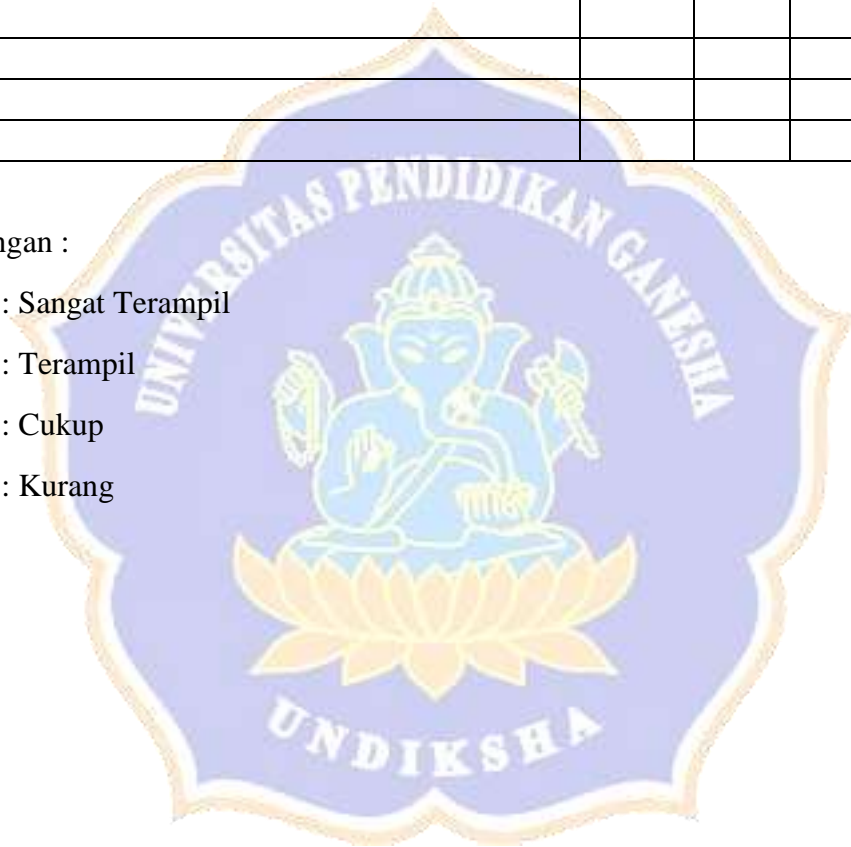 ngan :
: Sangat Terampil
: Terampil
: Cukup
: Kurang
UNIVERSITAS PENDIDIKAN GANESHA
UNDIKSHA